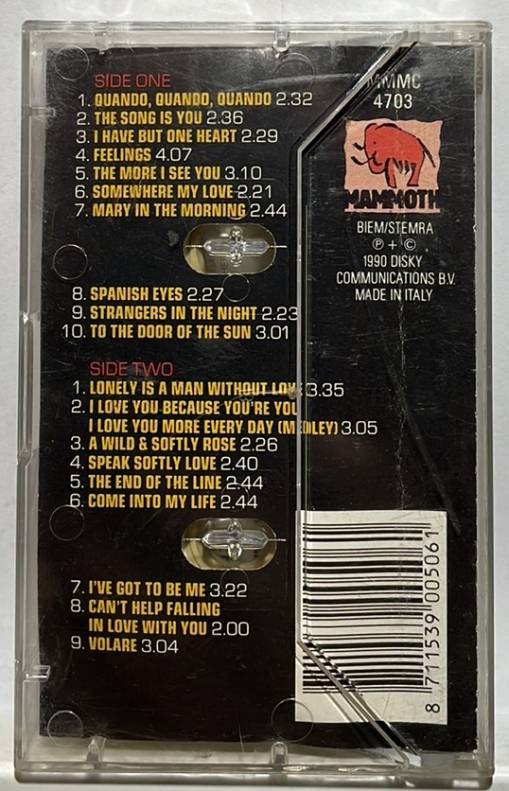 SIDE ONE
1. QUANDO, QUANDO, QUANDO 2.32
2. THE SONG IS YOU 2.36
3. I HAVE BUT ONE HEART 2.29
4. FEELINGS 4.07
5. THE MORE I SEE YOU 3.10
6. SOMEWHERE MY LOVE 2.21
7. MARY IN THE MORNING 2.44
8. SPANISH EYES 2.27
9. STRANGERS IN THE NIGHT 2.23
10. TO THE DOOR OF THE SUN 3.01
SIDE TWO
1. LONELY IS A MAN WITHOUT LOVE 3.35
2. I LOVE YOU BECAUSE YOU'RE YOU
I LOVE YOU MORE EVERY DAY (MEDLEY) 3.05
3. A WILD & SOFTLY ROSE 2.26
4. SPEAK SOFTLY LOVE 2.40
5. THE END OF THE LINE 2.44
6. COME INTO MY LIFE 2.44
7. I'VE GOT TO BE ME 3.22
8. CAN'T HELP FALLING
IN LOVE WITH YOU 2.00
9. VOLARE 3.04
MMMC
4703
MAMMOTH
BIEM/STEMRA
℗ + ©
1990 DISKY
COMMUNICATIONS B.V.
MADE IN ITALY
8 711539 005061